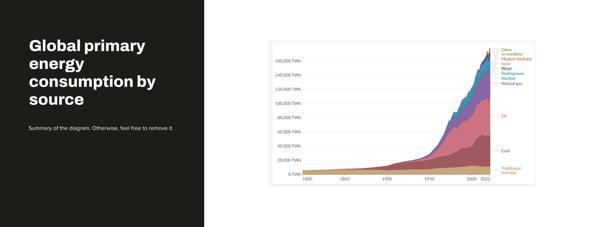 Global primary
energy
consumption by
source
Summary of the diagram. Otherwise, feel free to remove it.
160,000 TWh
140,000 TWh
120,000 TWh
100,000 TWh
80,000 TWh
60,000 TWh
40,000 TWh
20,000 TWh
0 TWh
1800
1850
1900
1950
2000
2022
Other
renewables
Modern biofuels
Solar
Wind
Hydropower
Nuclear
Natural gas
Oil
Coal
Traditional
biomass